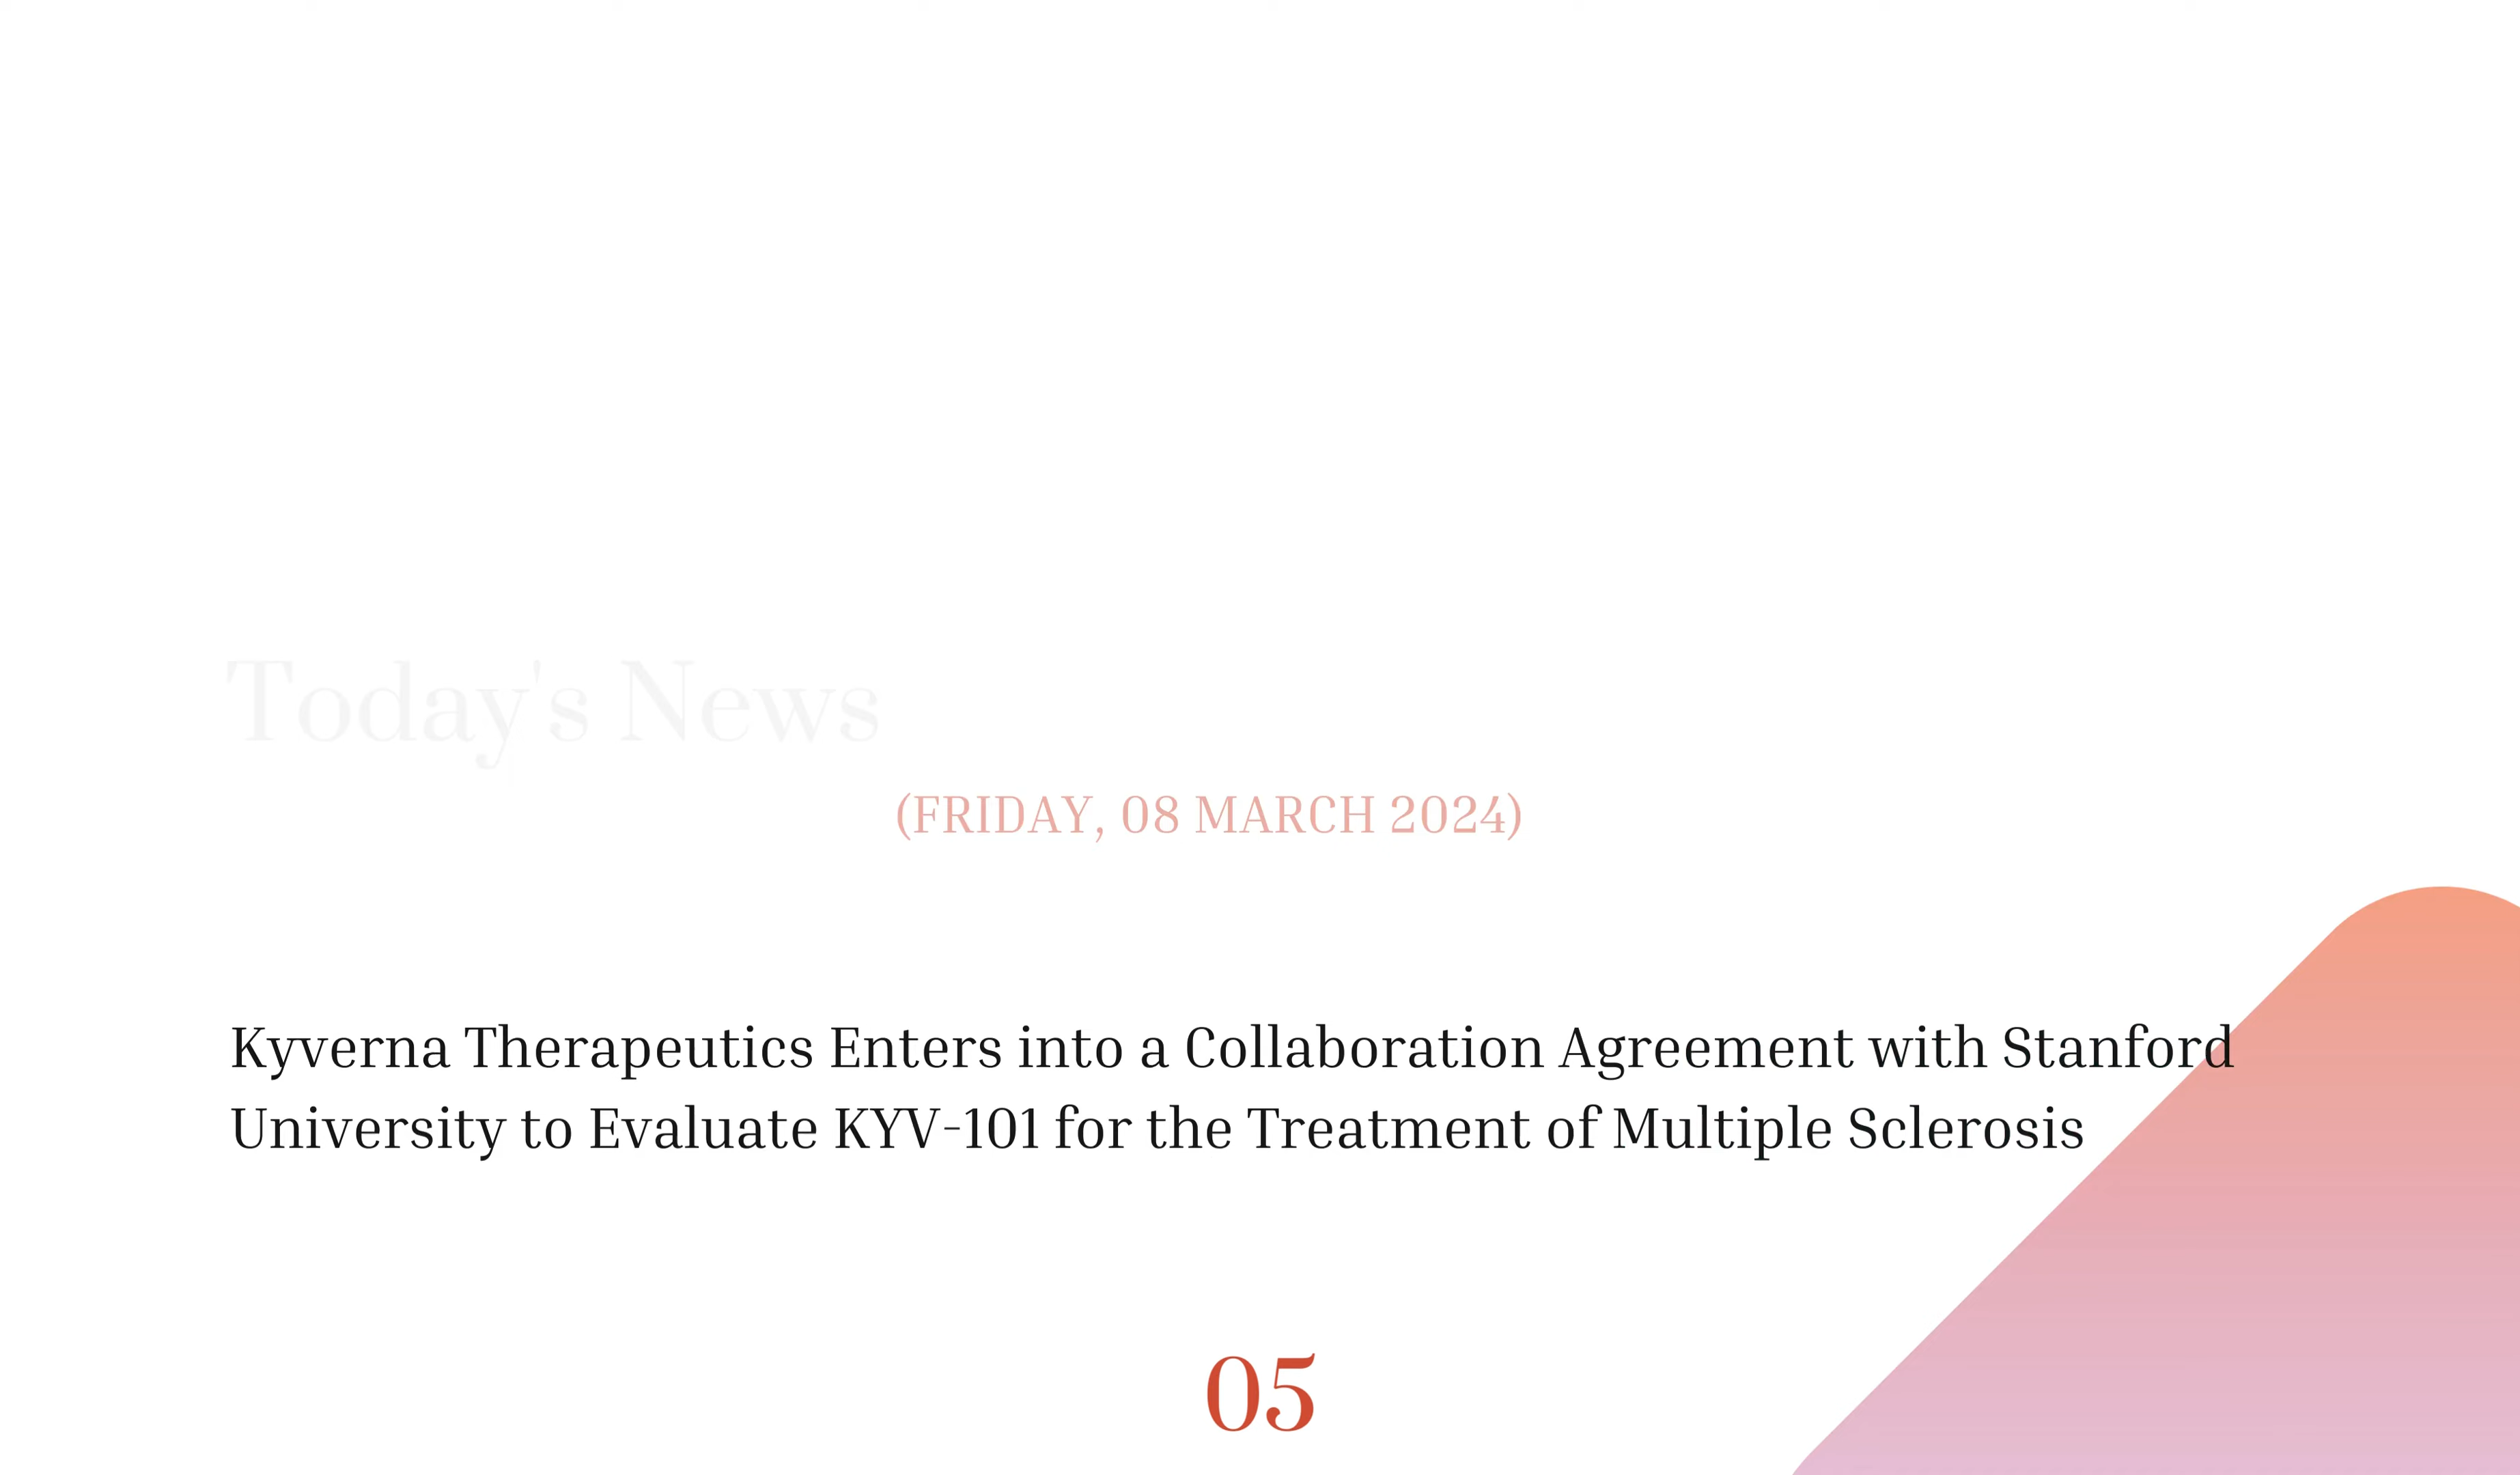 Today's News
(FRIDAY, 08 MARCH 2024)
Kyverna Therapeutics Enters into a Collaboration Agreement with Stanford
University to Evaluate KYV-101 for the Treatment of Multiple Sclerosis
05